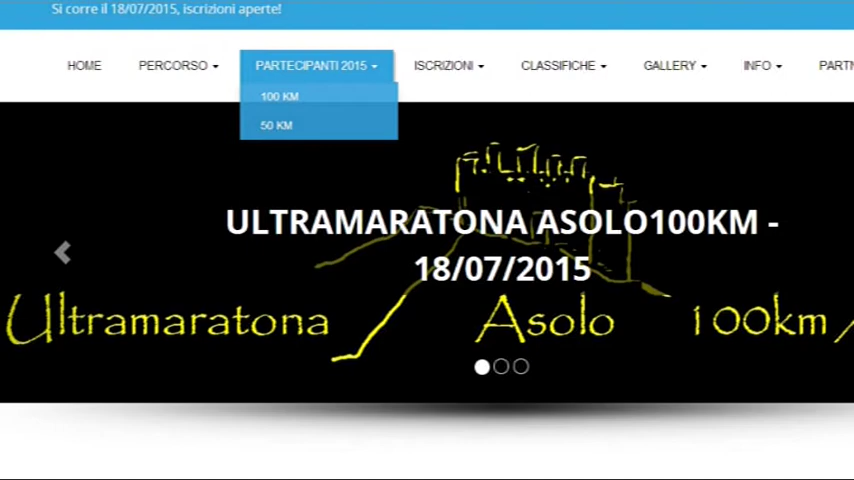 Si corre il 18/07/2015, iscrizioni aperte!
HOME PERCORSO PARTECIPANTI 2015 ISCRIZIONI CLASSIFICHE GALLERY INFO PARTN
100 KM
50 KM
ULTRAMARATONA ASOLO100KM -
18/07/2015
Ultramaratona Asolo 100km /